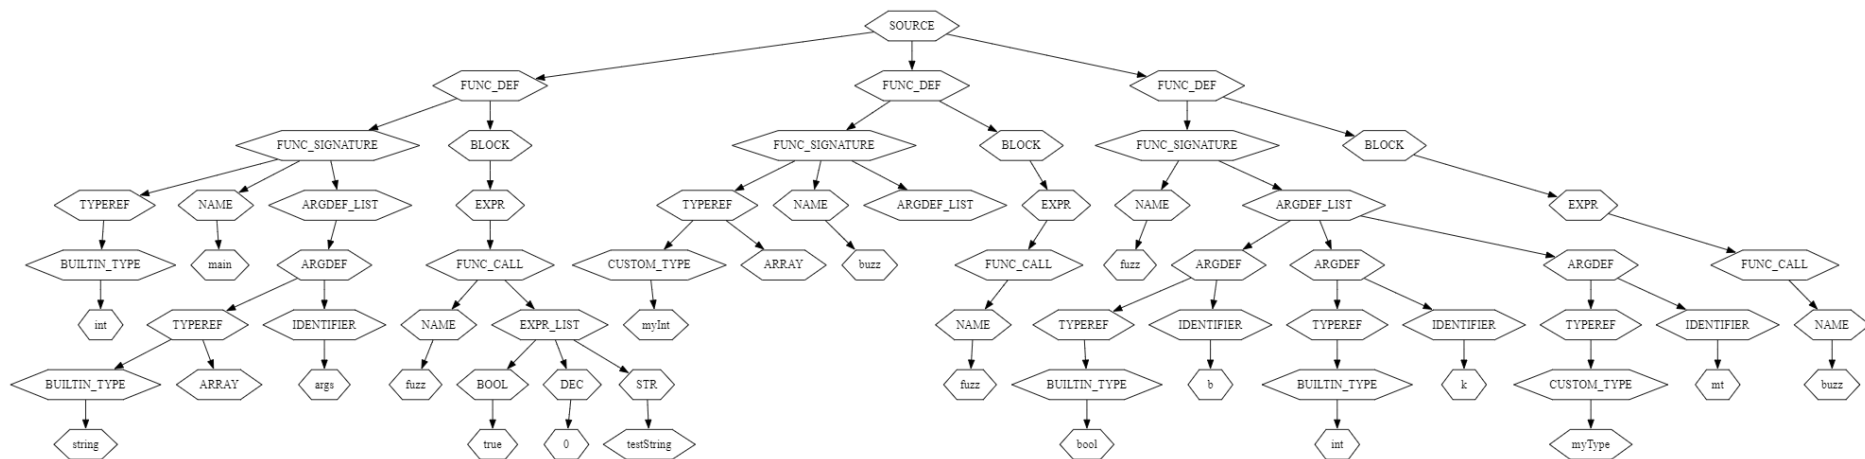 SOURCE
FUNC_DEF FUNC_DEF FUNC_DEF
FUNC_SIGNATURE BLOCK FUNC_SIGNATURE BLOCK FUNC_SIGNATURE BLOCK
TYPEREF NAME ARGDEF_LIST EXPR TYPEREF NAME ARGDEF_LIST EXPR NAME ARGDEF_LIST EXPR
BUILTIN_TYPE main ARGDEF FUNC_CALL CUSTOM_TYPE ARRAY buzz FUNC_CALL fuzz ARGDEF ARGDEF ARGDEF FUNC_CALL
int TYPEREF IDENTIFIER NAME EXPR_LIST myInt NAME TYPEREF IDENTIFIER TYPEREF IDENTIFIER TYPEREF IDENTIFIER NAME
BUILTIN_TYPE ARRAY args fuzz BOOL DEC STR fuzz BUILTIN_TYPE b BUILTIN_TYPE k CUSTOM_TYPE mt buzz
string true 0 testString bool int myType